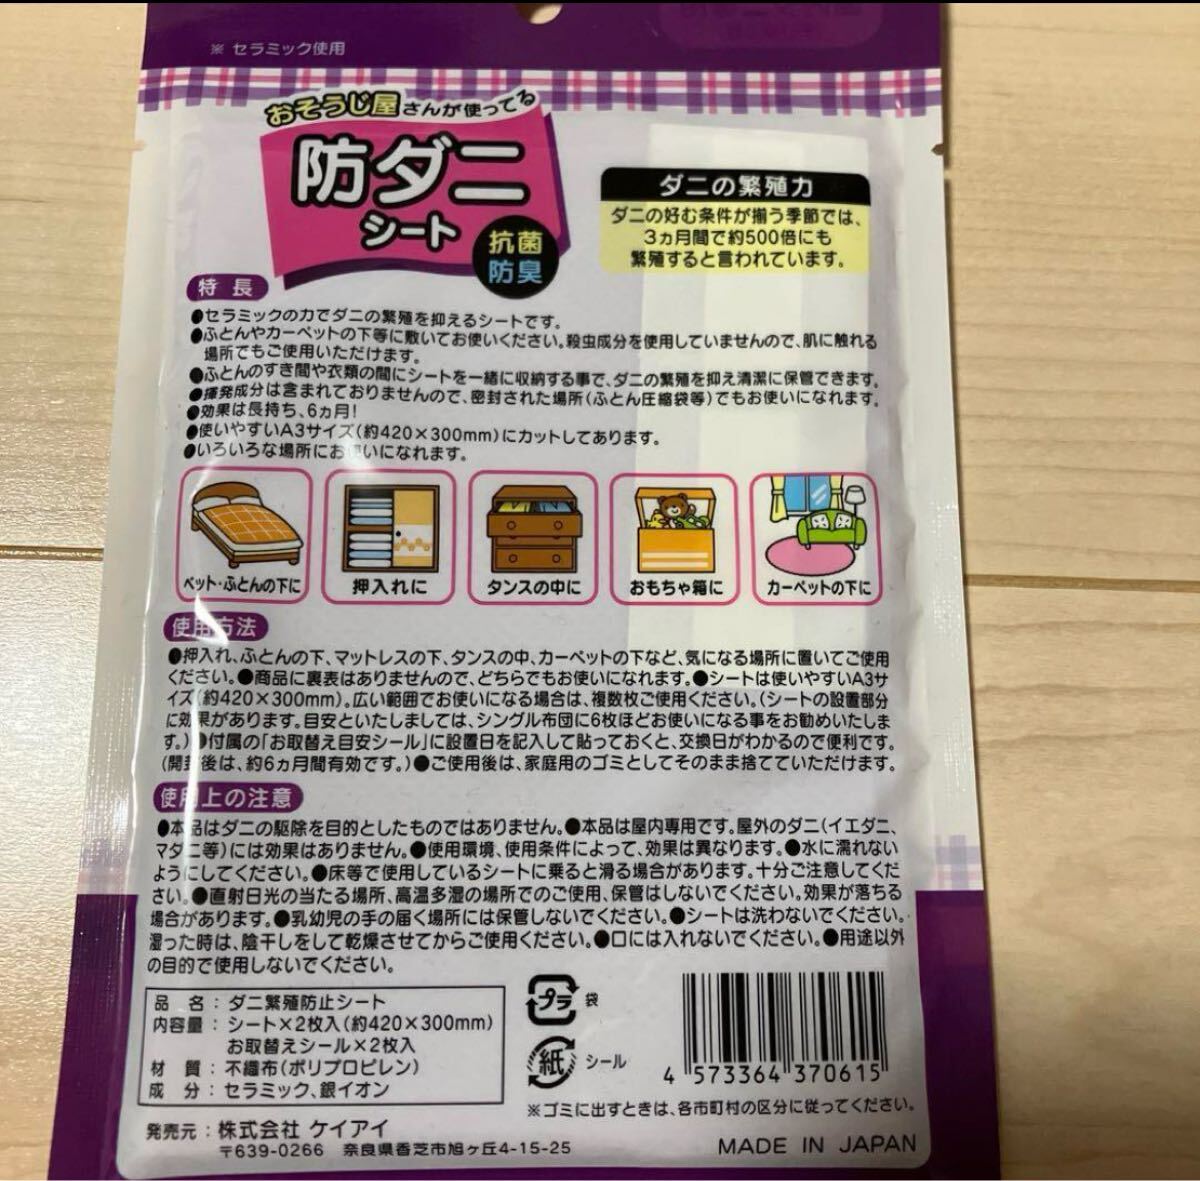 ※ セラミック使用
おそうじ屋さんが使ってる
防ダニ
シート
抗菌
防臭
ダニの繁殖力
ダニの好む条件が揃う季節では、
3ヵ月間で約500倍にも
繁殖すると言われています。
特長
●セラミックの力でダニの繁殖を抑えるシートです。
●ふとんやカーペットの下等に敷いてお使いください。殺虫成分を使用していませんので、肌に触れる
場所でもご使用いただけます。
●ふとんのすき間や衣類の間にシートを一緒に収納する事で、ダニの繁殖を抑え清潔に保管できます。
●揮発成分は含まれておりませんので、密封された場所(ふとん圧縮袋等)でもお使いになれます。
●効果は長持ち、6ヵ月!
●使いやすいA3サイズ(約420×300mm)にカットしてあります。
●いろいろな場所にお使いになれます。
ベット・ふとんの下に
押入れに
タンスの中に
おもちゃ箱に
カーペットの下に
使用方法
●押入れ、ふとんの下、マットレスの下、タンスの中、カーペットの下など、気になる場所に置いてご使用
ください。●商品に裏表はありませんので、どちらでもお使いになれます。●シートは使いやすいA3サ
イズ(約420×300mm)。広い範囲でお使いになる場合は、複数枚ご使用ください。(シートの設置部分
に効果があります。目安といたしましては、シングル布団に6枚ほどお使いになる事をお勧めいたしま
す。)●付属の「お取替え目安シール」に設置日を記入して貼っておくと、交換日がわかるので便利です。
(開封後は、約6ヵ月間有効です。)●ご使用後は、家庭用のゴミとしてそのまま捨てていただけます。
使用上の注意
●本品はダニの駆除を目的としたものではありません。●本品は屋内専用です。屋外のダニ(イエダニ、
マダニ等)には効果はありません。●使用環境、使用条件によって、効果は異なります。●水に濡れない
ようにしてください。●床等で使用しているシートに乗ると滑る場合があります。十分ご注意してくだ
さい。●直射日光の当たる場所、高温多湿の場所でのご使用、保管はしないでください。効果が落ちる
場合があります。●乳幼児の手の届く場所には保管しないでください。●シートは洗わないでください。
湿った時は、陰干しをして乾燥させてからご使用ください。●口には入れないでください。●用途以外
の目的で使用しないでください。
品 名:ダニ繁殖防止シート
内容量:シート×2枚入(約420×300mm)
お取替えシール×2枚入
材 質:不織布(ポリプロピレン)
成 分:セラミック、銀イオン
プラ 袋
紙 シール
4 573364 370615
※ゴミに出すときは、各市町村の区分に従ってください。
発売元:株式会社 ケイアイ
〒639-0266 奈良県香芝市旭ヶ丘4-15-25
MADE IN JAPAN